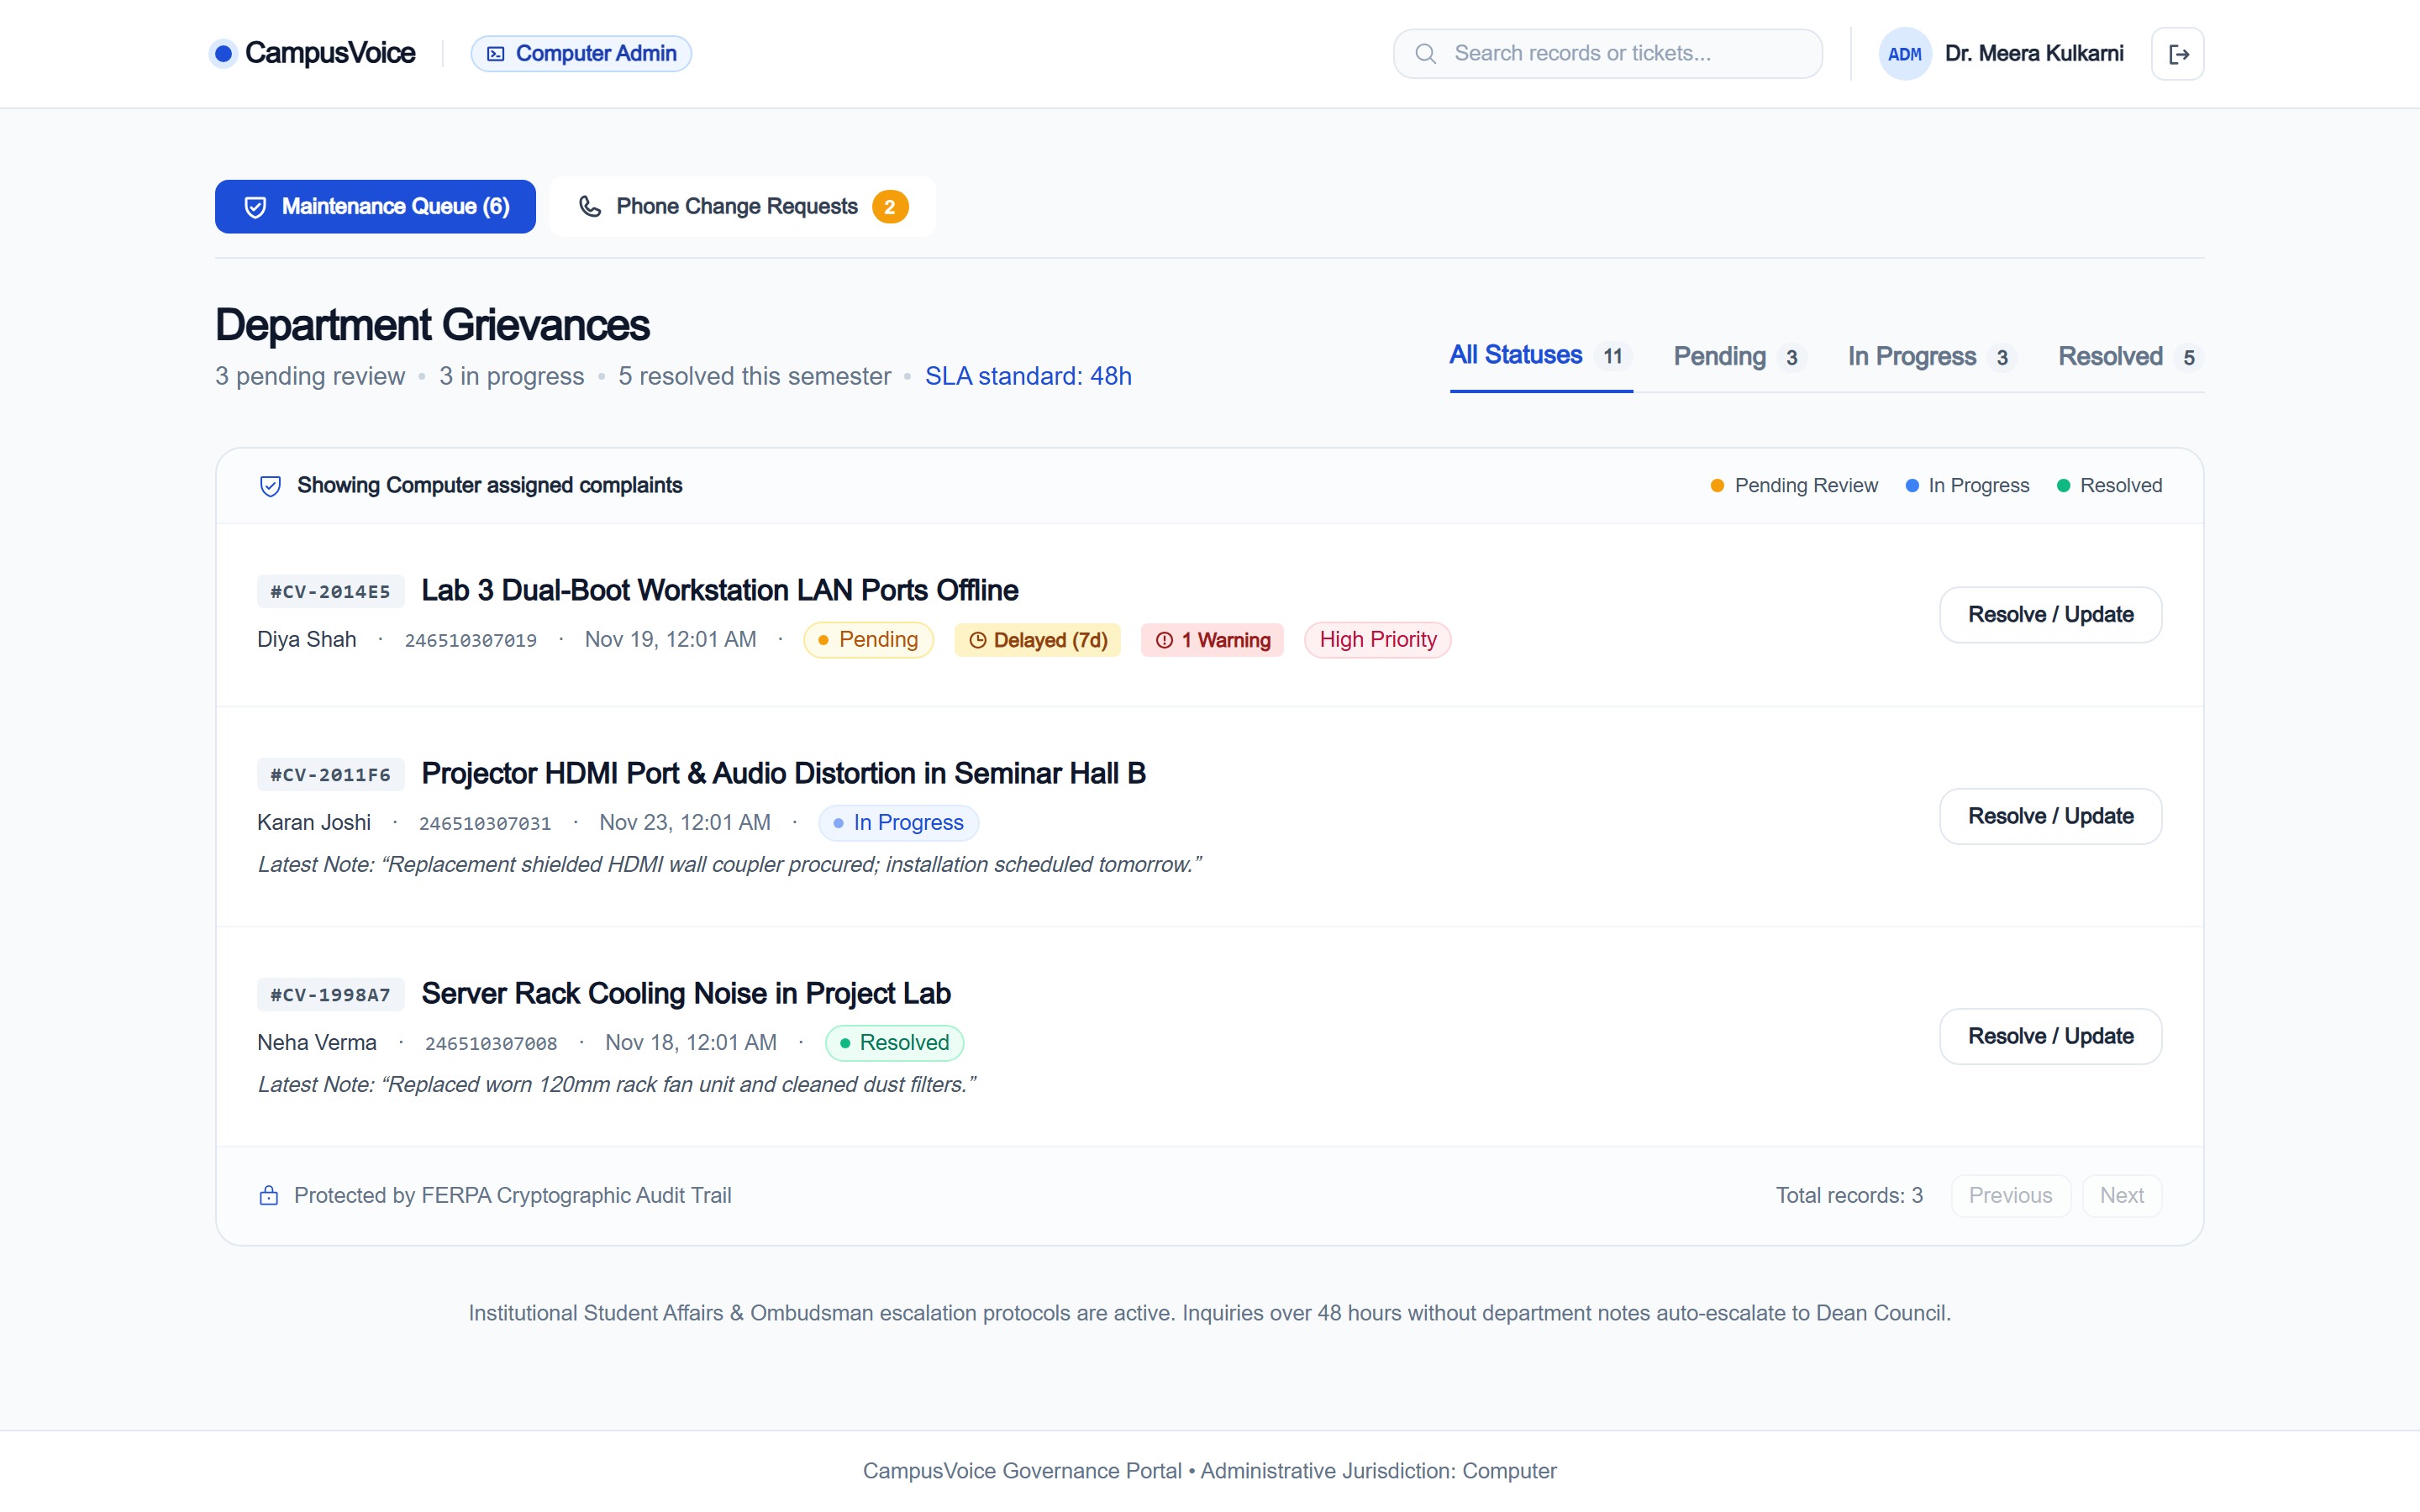 CampusVoice
Computer Admin
Search records or tickets...
ADM
Dr. Meera Kulkarni
Maintenance Queue (6)
Phone Change Requests 2
Department Grievances
3 pending review • 3 in progress • 5 resolved this semester • SLA standard: 48h
All Statuses 11
Pending 3
In Progress 3
Resolved 5
Showing Computer assigned complaints
Pending Review
In Progress
Resolved
#CV-2014E5 Lab 3 Dual-Boot Workstation LAN Ports Offline
Diya Shah · 246510307019 · Nov 19, 12:01 AM · Pending Delayed (7d) 1 Warning High Priority
Resolve / Update
#CV-2011F6 Projector HDMI Port & Audio Distortion in Seminar Hall B
Karan Joshi · 246510307031 · Nov 23, 12:01 AM · In Progress
Latest Note: “Replacement shielded HDMI wall coupler procured; installation scheduled tomorrow.”
Resolve / Update
#CV-1998A7 Server Rack Cooling Noise in Project Lab
Neha Verma · 246510307008 · Nov 18, 12:01 AM · Resolved
Latest Note: “Replaced worn 120mm rack fan unit and cleaned dust filters.”
Resolve / Update
Protected by FERPA Cryptographic Audit Trail
Total records: 3
Previous
Next
Institutional Student Affairs & Ombudsman escalation protocols are active. Inquiries over 48 hours without department notes auto-escalate to Dean Council.
CampusVoice Governance Portal • Administrative Jurisdiction: Computer